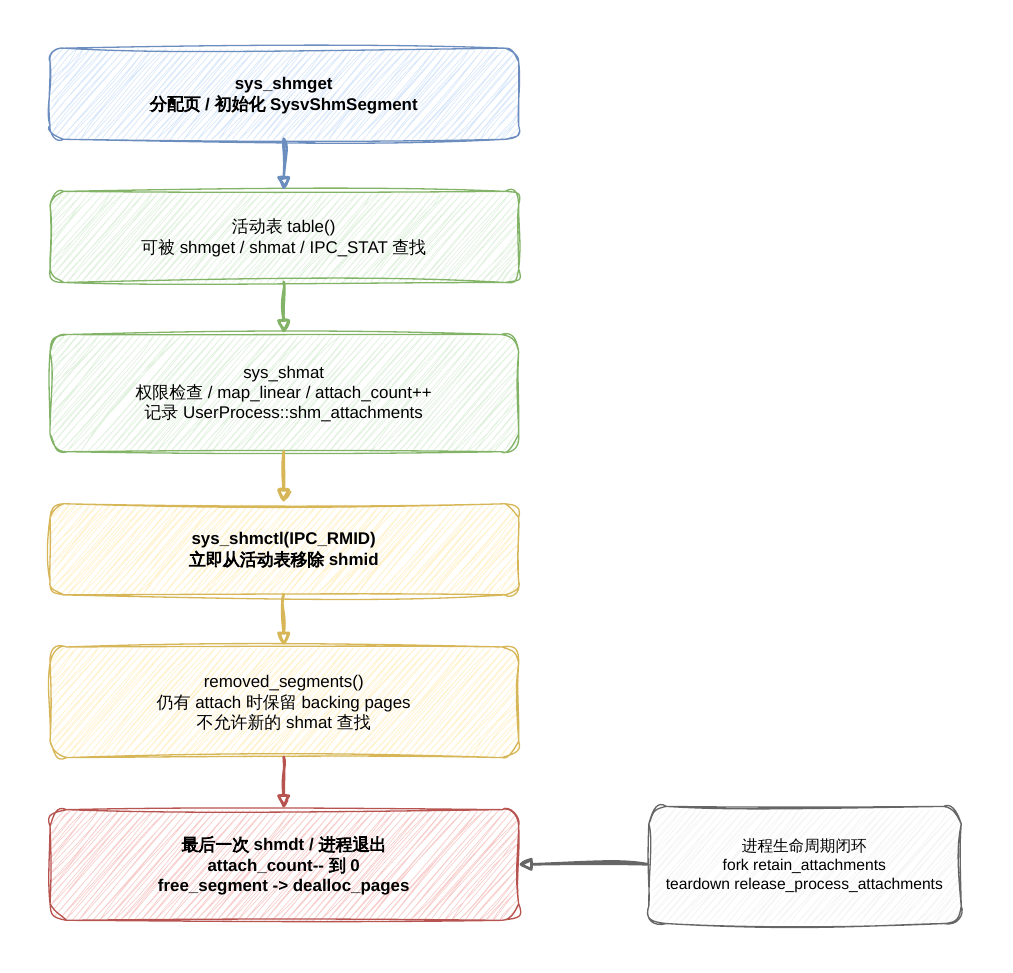 sys_shmget
分配页 / 初始化 SysvShmSegment
活动表 table()
可被 shmget / shmat / IPC_STAT 查找
sys_shmat
权限检查 / map_linear / attach_count++
记录 UserProcess::shm_attachments
sys_shmctl(IPC_RMID)
立即从活动表移除 shmid
removed_segments()
仍有 attach 时保留 backing pages
不允许新的 shmat 查找
最后一次 shmdt / 进程退出
attach_count-- 到 0
free_segment -> dealloc_pages
进程生命周期闭环
fork retain_attachments
teardown release_process_attachments